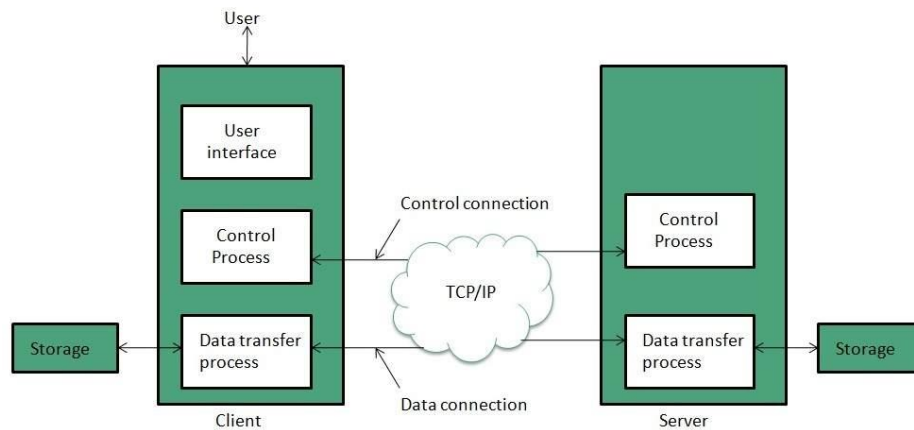 User
User
interface
Control connection
Control
Process
Control
Process
TCP/IP
Storage
Data transfer
process
Data transfer
process
Storage
Data connection
Client
Server